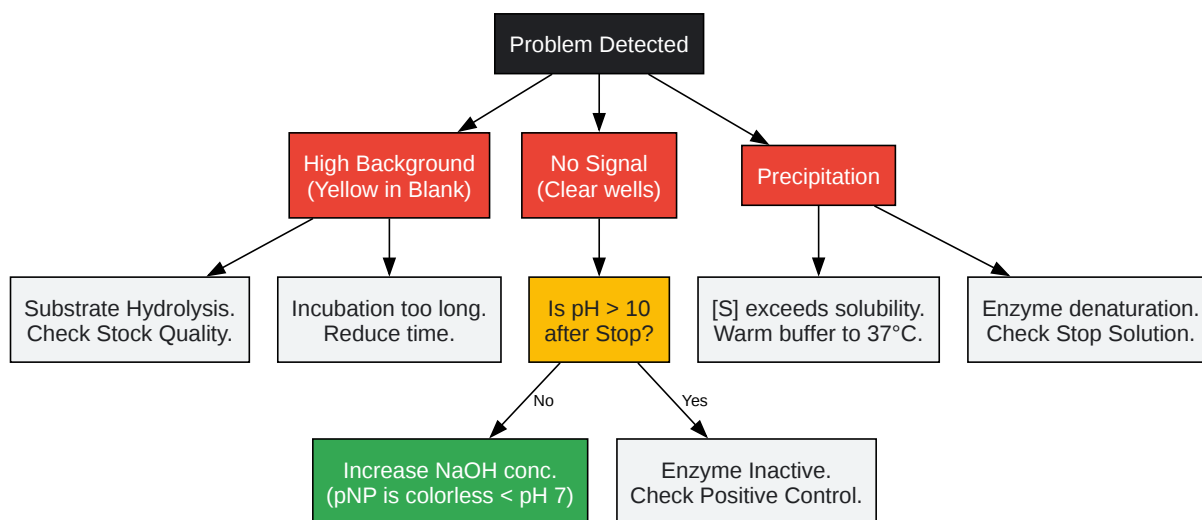 Problem Detected
High Background
(Yellow in Blank)
No Signal
(Clear wells)
Precipitation
Substrate Hydrolysis.
Check Stock Quality.
Incubation too long.
Reduce time.
Is pH > 10
after Stop?
[S] exceeds solubility.
Warm buffer to 37°C.
Enzyme denaturation.
Check Stop Solution.
No
Yes
Increase NaOH conc.
(pNP is colorless < pH 7)
Enzyme Inactive.
Check Positive Control.